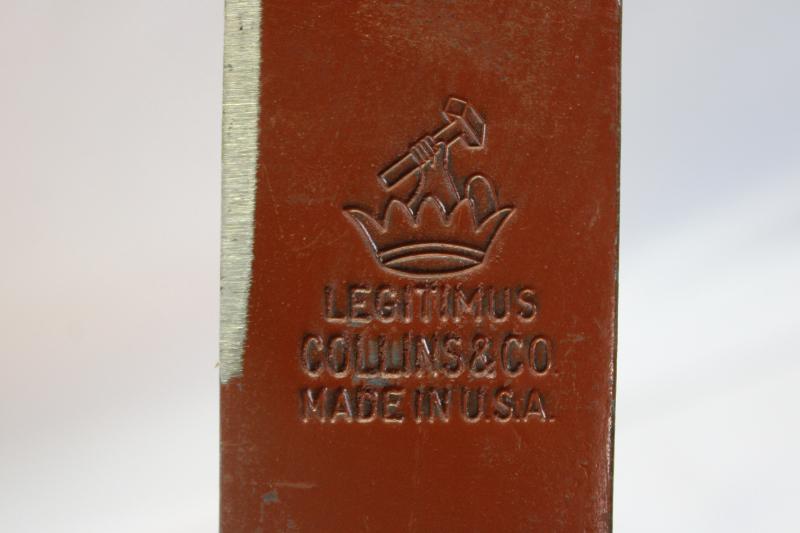 LEGITIMUS
COLLINS & CO.
MADE IN U.S.A.